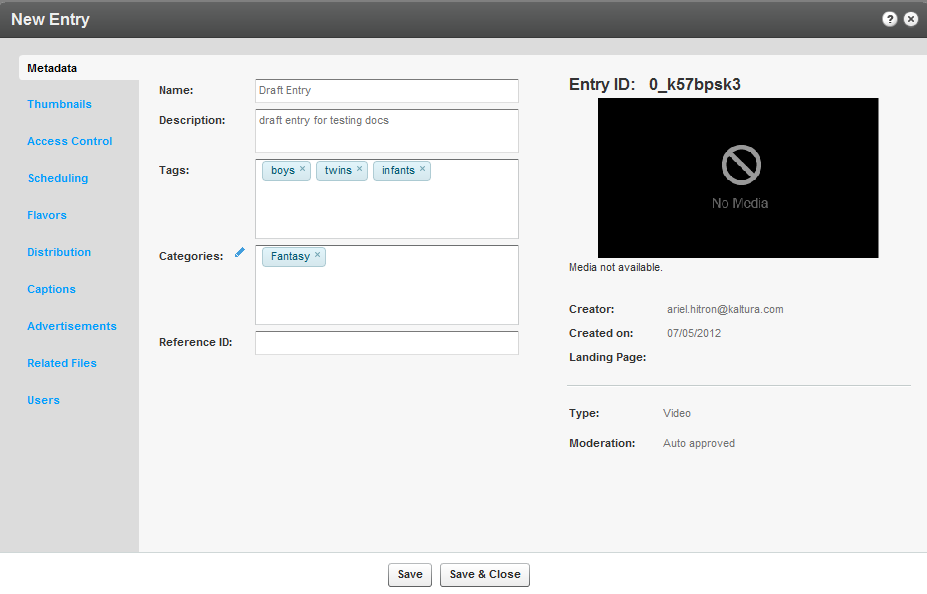 New Entry
?
Metadata
Thumbnails
Access Control
Scheduling
Flavors
Distribution
Captions
Advertisements
Related Files
Users
Name: Draft Entry
Description: draft entry for testing docs
Tags: boys × twins × infants ×
Categories: Fantasy ×
Reference ID:
Entry ID: 0_k57bpsk3
No Media
Media not available.
Creator: ariel.hitron@kaltura.com
Created on: 07/05/2012
Landing Page:
Type: Video
Moderation: Auto approved
Save Save & Close